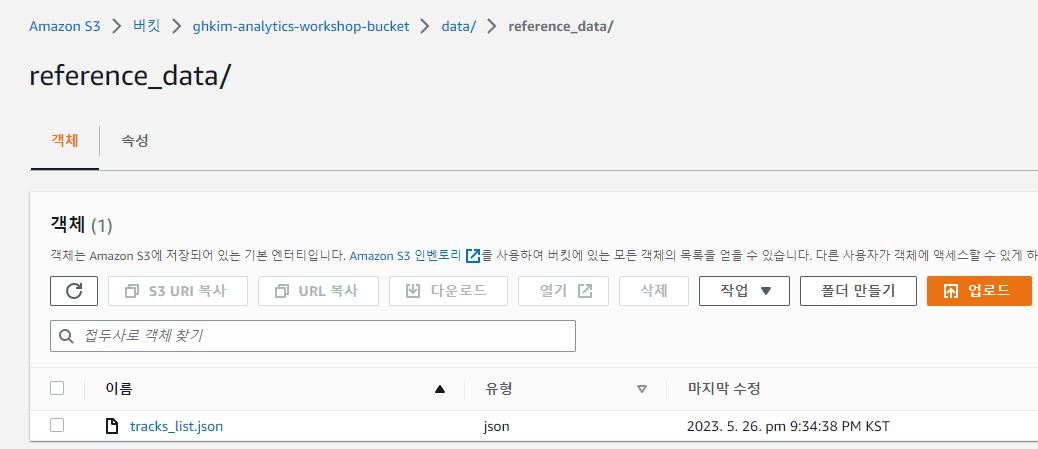 Amazon S3 > 버킷 > ghkim-analytics-workshop-bucket > data/ > reference_data/
reference_data/
객체 속성
객체 (1)
객체는 Amazon S3에 저장되어 있는 기본 엔터티입니다. Amazon S3 인벤토리를 사용하여 버킷에 있는 모든 객체의 목록을 얻을 수 있습니다. 다른 사용자가 객체에 액세스할 수 있게 하
S3 URI 복사 URL 복사 다운로드 열기 삭제 작업 폴더 만들기 업로드
접두사로 객체 찾기
이름 유형 마지막 수정
tracks_list.json json 2023. 5. 26. pm 9:34:38 PM KST